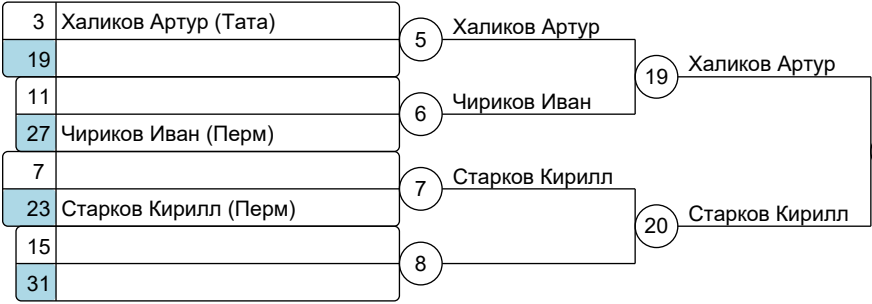 3 Халиков Артур (Тата)
19
11
27 Чириков Иван (Перм)
7
23 Старков Кирилл (Перм)
15
31
5 Халиков Артур
6 Чириков Иван
7 Старков Кирилл
8
19 Халиков Артур
20 Старков Кирилл